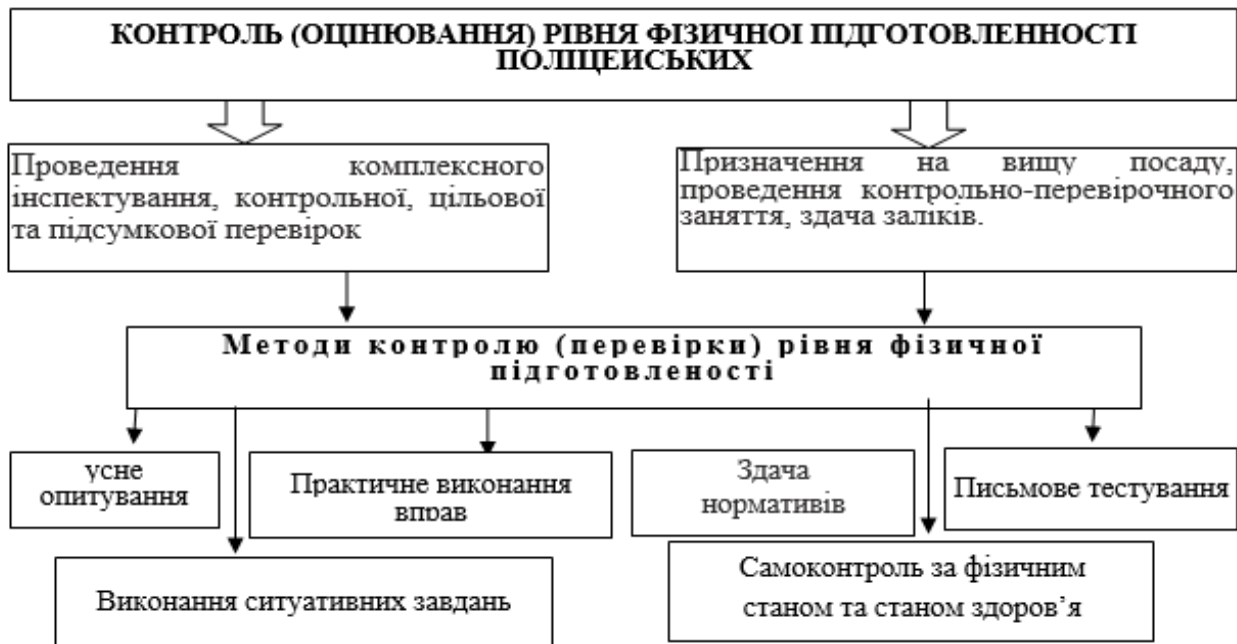 КОНТРОЛЬ (ОЦІНЮВАННЯ) РІВНЯ ФІЗИЧНОЇ ПІДГОТОВЛЕННОСТІ
ПОЛІЦЕЙСЬКИХ
Проведення комплексного
інспектування, контрольної, цільової
та підсумкової перевірок
Призначення на вищу посаду,
проведення контрольно-перевірочного
заняття, здача заліків.
Методи контролю (перевірки) рівня фізичної
підготовленості
усне
опитування
Практичне виконання
вправ
Здача
нормативів
Письмове тестування
Виконання ситуативних завдань
Самоконтроль за фізичним
станом та станом здоров’я